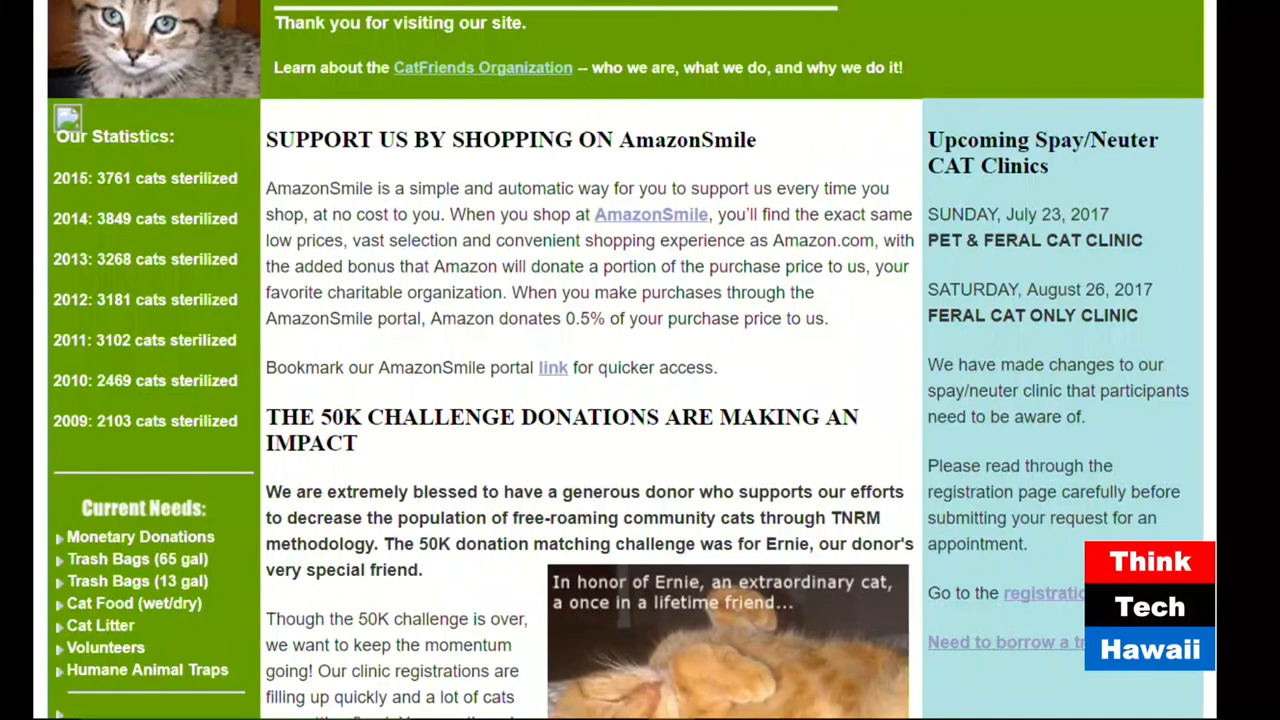 Thank you for visiting our site.
Learn about the CatFriends Organization -- who we are, what we do, and why we do it!
Our Statistics:
2015: 3761 cats sterilized
2014: 3849 cats sterilized
2013: 3268 cats sterilized
2012: 3181 cats sterilized
2011: 3102 cats sterilized
2010: 2469 cats sterilized
2009: 2103 cats sterilized
Current Needs:
Monetary Donations
Trash Bags (65 gal)
Trash Bags (13 gal)
Cat Food (wet/dry)
Cat Litter
Volunteers
Humane Animal Traps
SUPPORT US BY SHOPPING ON AmazonSmile
AmazonSmile is a simple and automatic way for you to support us every time you
shop, at no cost to you. When you shop at AmazonSmile, you'll find the exact same
low prices, vast selection and convenient shopping experience as Amazon.com, with
the added bonus that Amazon will donate a portion of the purchase price to us, your
favorite charitable organization. When you make purchases through the
AmazonSmile portal, Amazon donates 0.5% of your purchase price to us.
Bookmark our AmazonSmile portal link for quicker access.
THE 50K CHALLENGE DONATIONS ARE MAKING AN
IMPACT
We are extremely blessed to have a generous donor who supports our efforts
to decrease the population of free-roaming community cats through TNRM
methodology. The 50K donation matching challenge was for Ernie, our donor's
very special friend.
In honor of Ernie, an extraordinary cat,
a once in a lifetime friend...
Though the 50K challenge is over,
we want to keep the momentum
going! Our clinic registrations are
filling up quickly and a lot of cats
Upcoming Spay/Neuter
CAT Clinics
SUNDAY, July 23, 2017
PET & FERAL CAT CLINIC
SATURDAY, August 26, 2017
FERAL CAT ONLY CLINIC
We have made changes to our
spay/neuter clinic that participants
need to be aware of.
Please read through the
registration page carefully before
submitting your request for an
appointment.
Go to the
Need to borrow a
Think
Tech
Hawaii